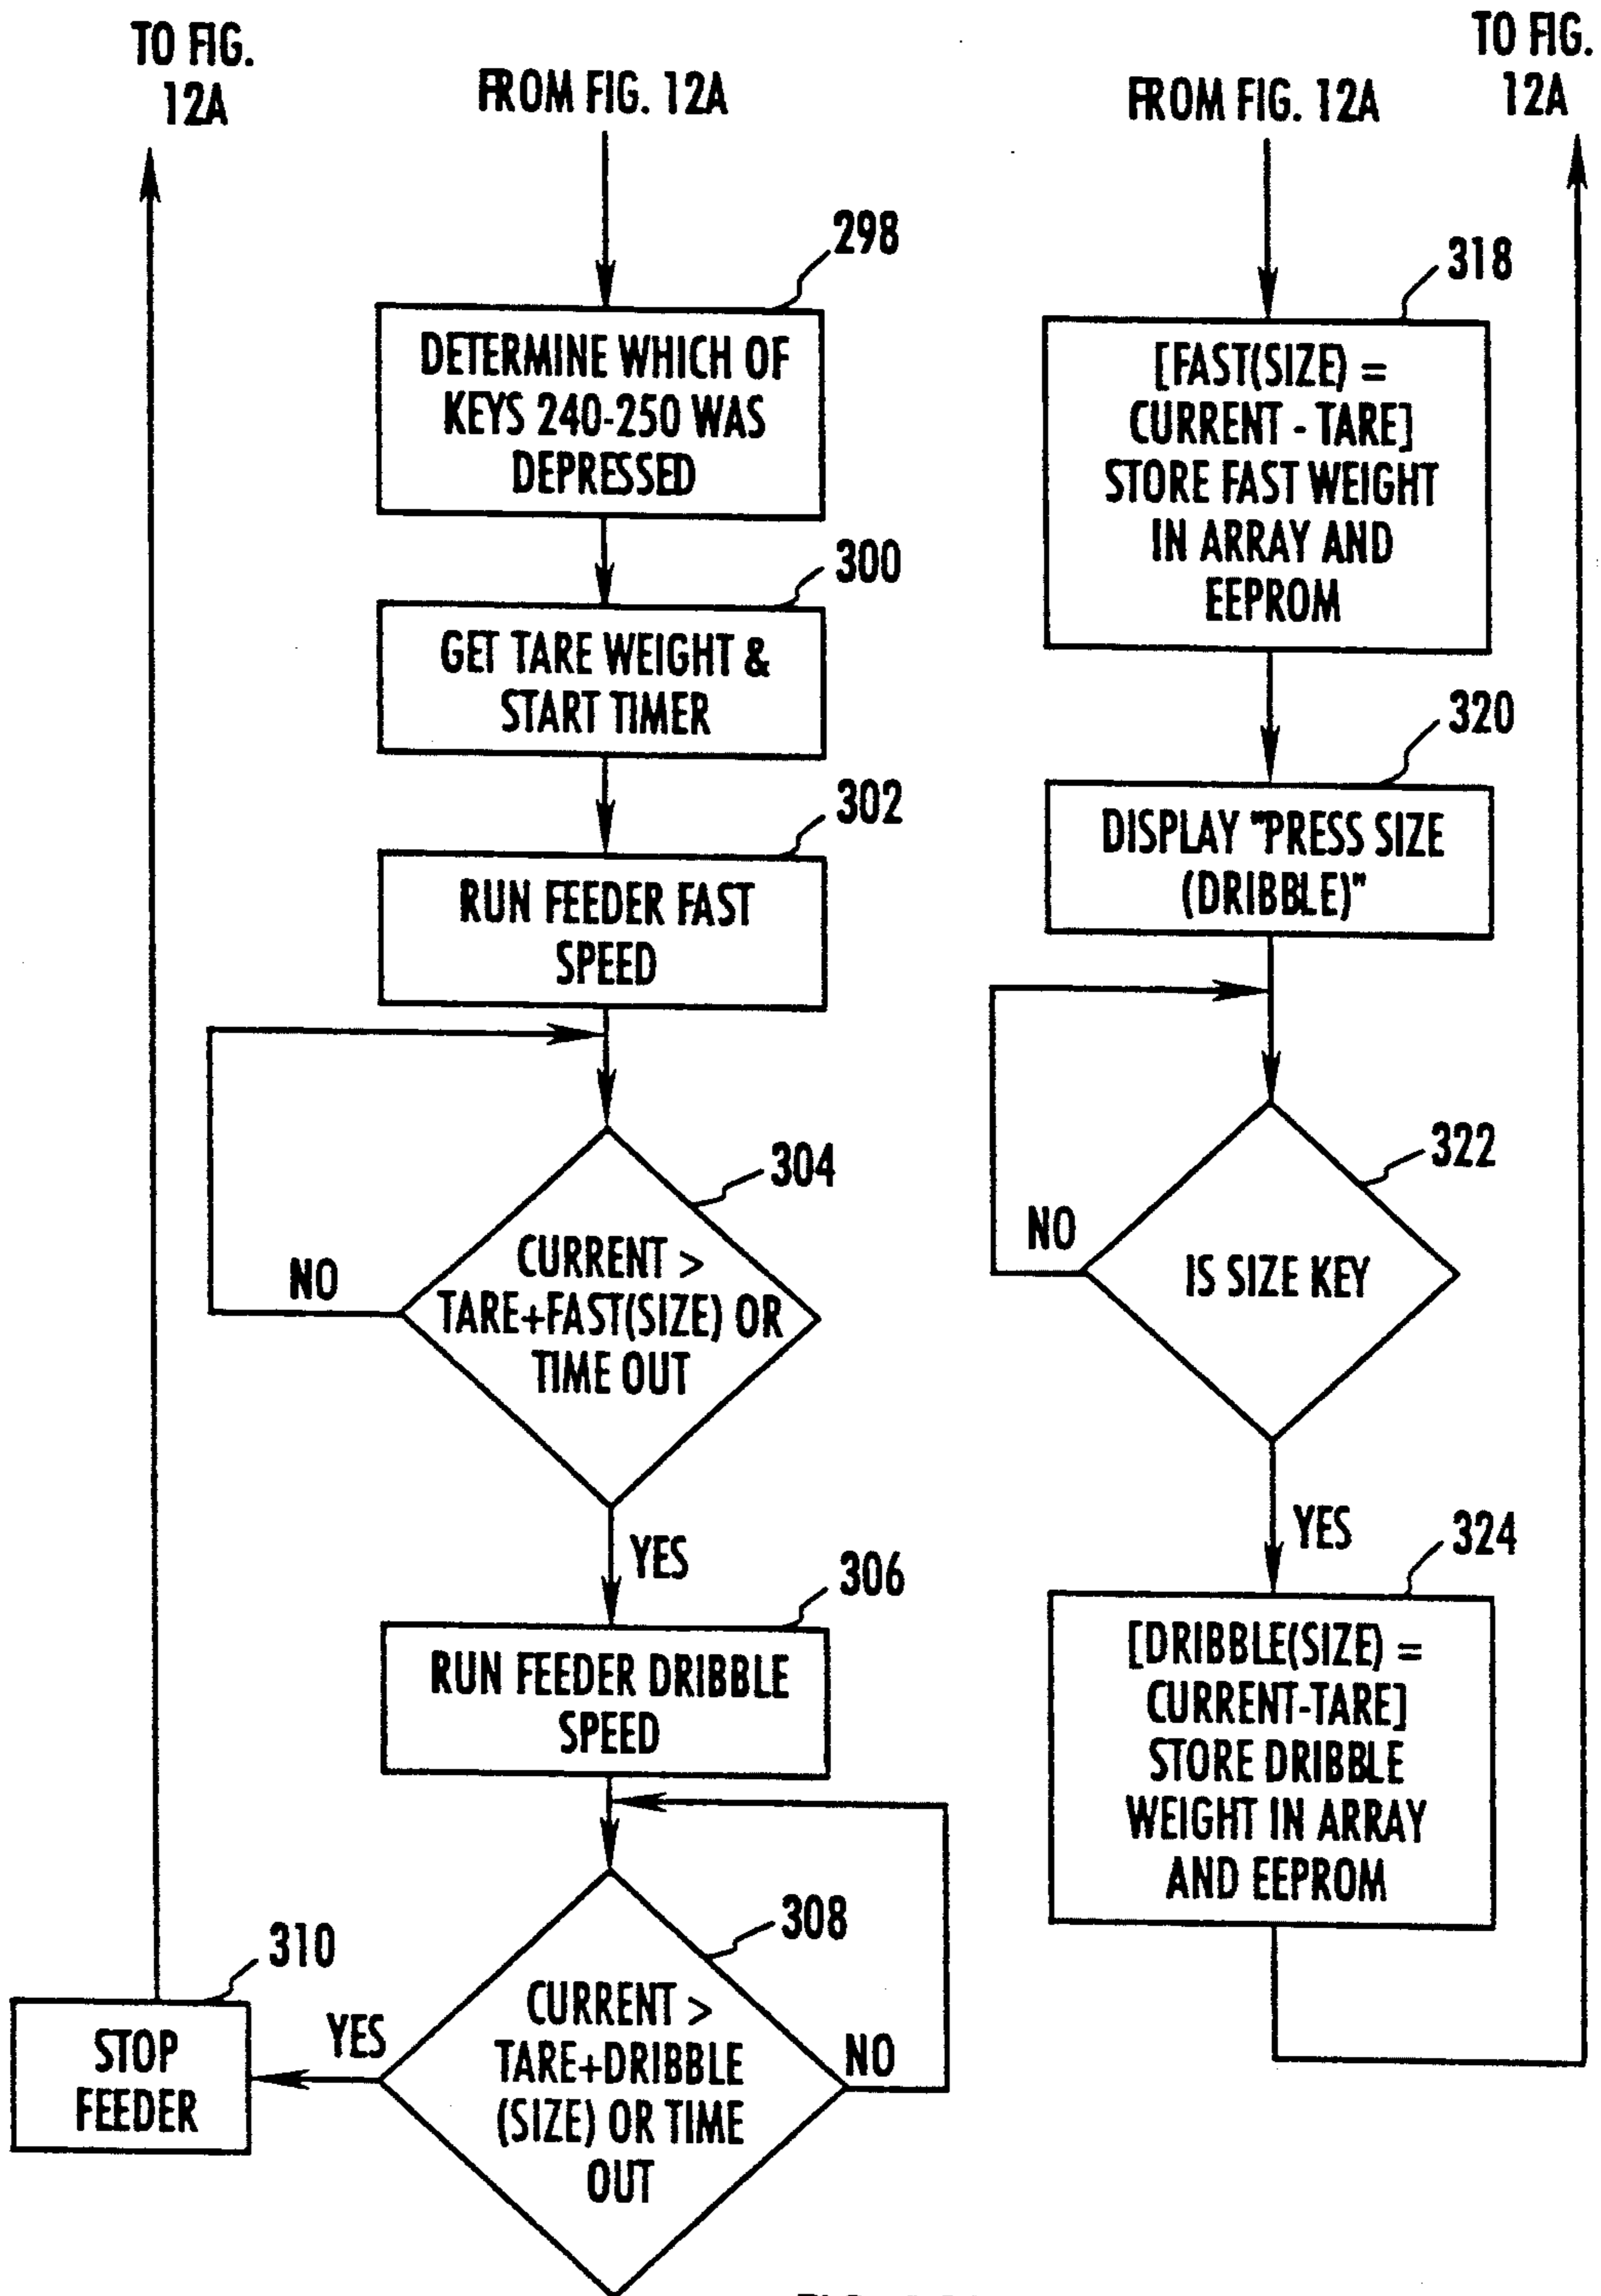 TO FIG.
12A
FROM FIG. 12A
298
DETERMINE WHICH OF
KEYS 240-250 WAS
DEPRESSED
300
GET TARE WEIGHT &
START TIMER
302
RUN FEEDER FAST
SPEED
304
CURRENT >
TARE+FAST(SIZE) OR
TIME OUT
NO
YES
306
RUN FEEDER DRIBBLE
SPEED
308
CURRENT >
TARE+DRIBBLE
(SIZE) OR TIME
OUT
NO
YES
310
STOP
FEEDER
FROM FIG. 12A
TO FIG.
12A
318
[FAST(SIZE) =
CURRENT - TARE]
STORE FAST WEIGHT
IN ARRAY AND
EEPROM
320
DISPLAY "PRESS SIZE
(DRIBBLE)"
322
IS SIZE KEY
NO
YES
324
[DRIBBLE(SIZE) =
CURRENT-TARE]
STORE DRIBBLE
WEIGHT IN ARRAY
AND EEPROM